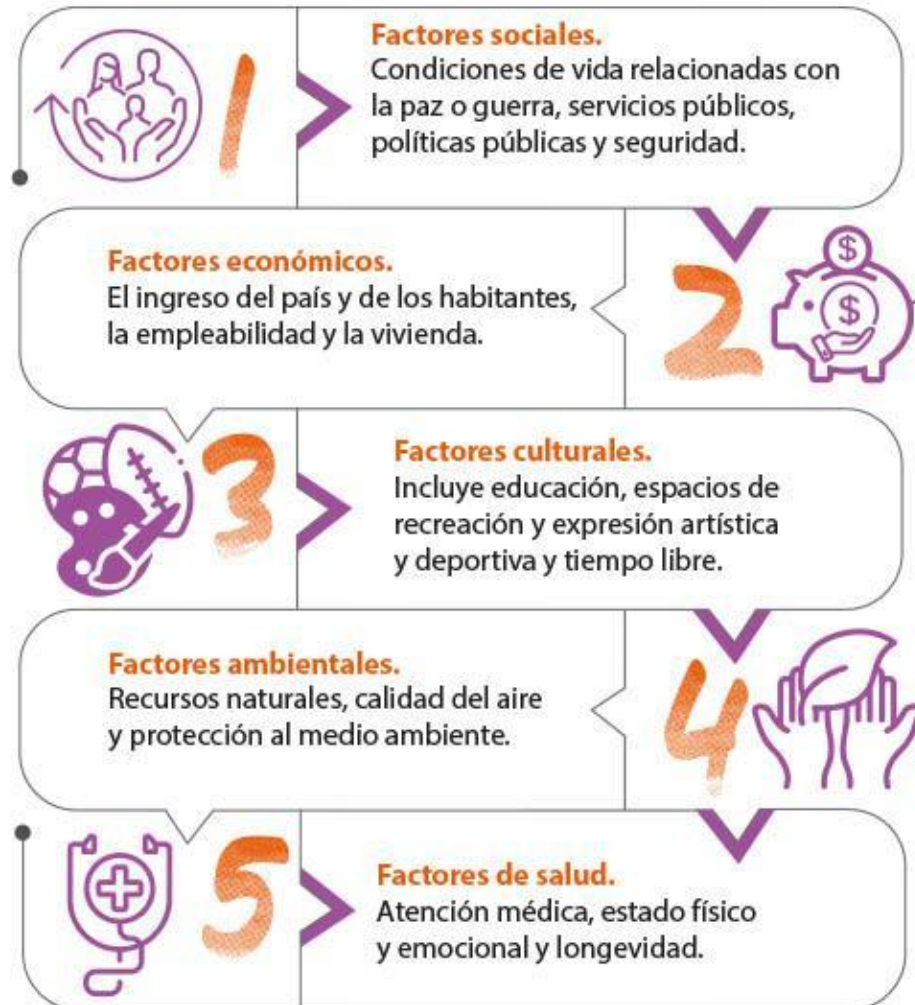 1
Factores sociales.
Condiciones de vida relacionadas con
la paz o guerra, servicios públicos,
políticas públicas y seguridad.
Factores económicos.
El ingreso del país y de los habitantes,
la empleabilidad y la vivienda.
2
$
$
3
Factores culturales.
Incluye educación, espacios de
recreación y expresión artística
y deportiva y tiempo libre.
Factores ambientales.
Recursos naturales, calidad del aire
y protección al medio ambiente.
4
5
Factores de salud.
Atención médica, estado físico
y emocional y longevidad.